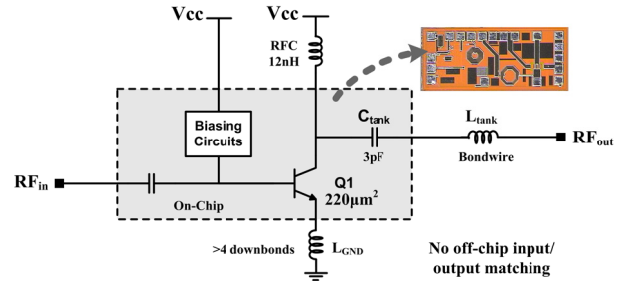 Vcc
Vcc
RFC
12nH
Biasing
Circuits
Ctank
3pF
Ltank
Bondwire
RFout
RFin
On-Chip
Q1
220µm²
>4 downbonds
LGND
No off-chip input/
output matching